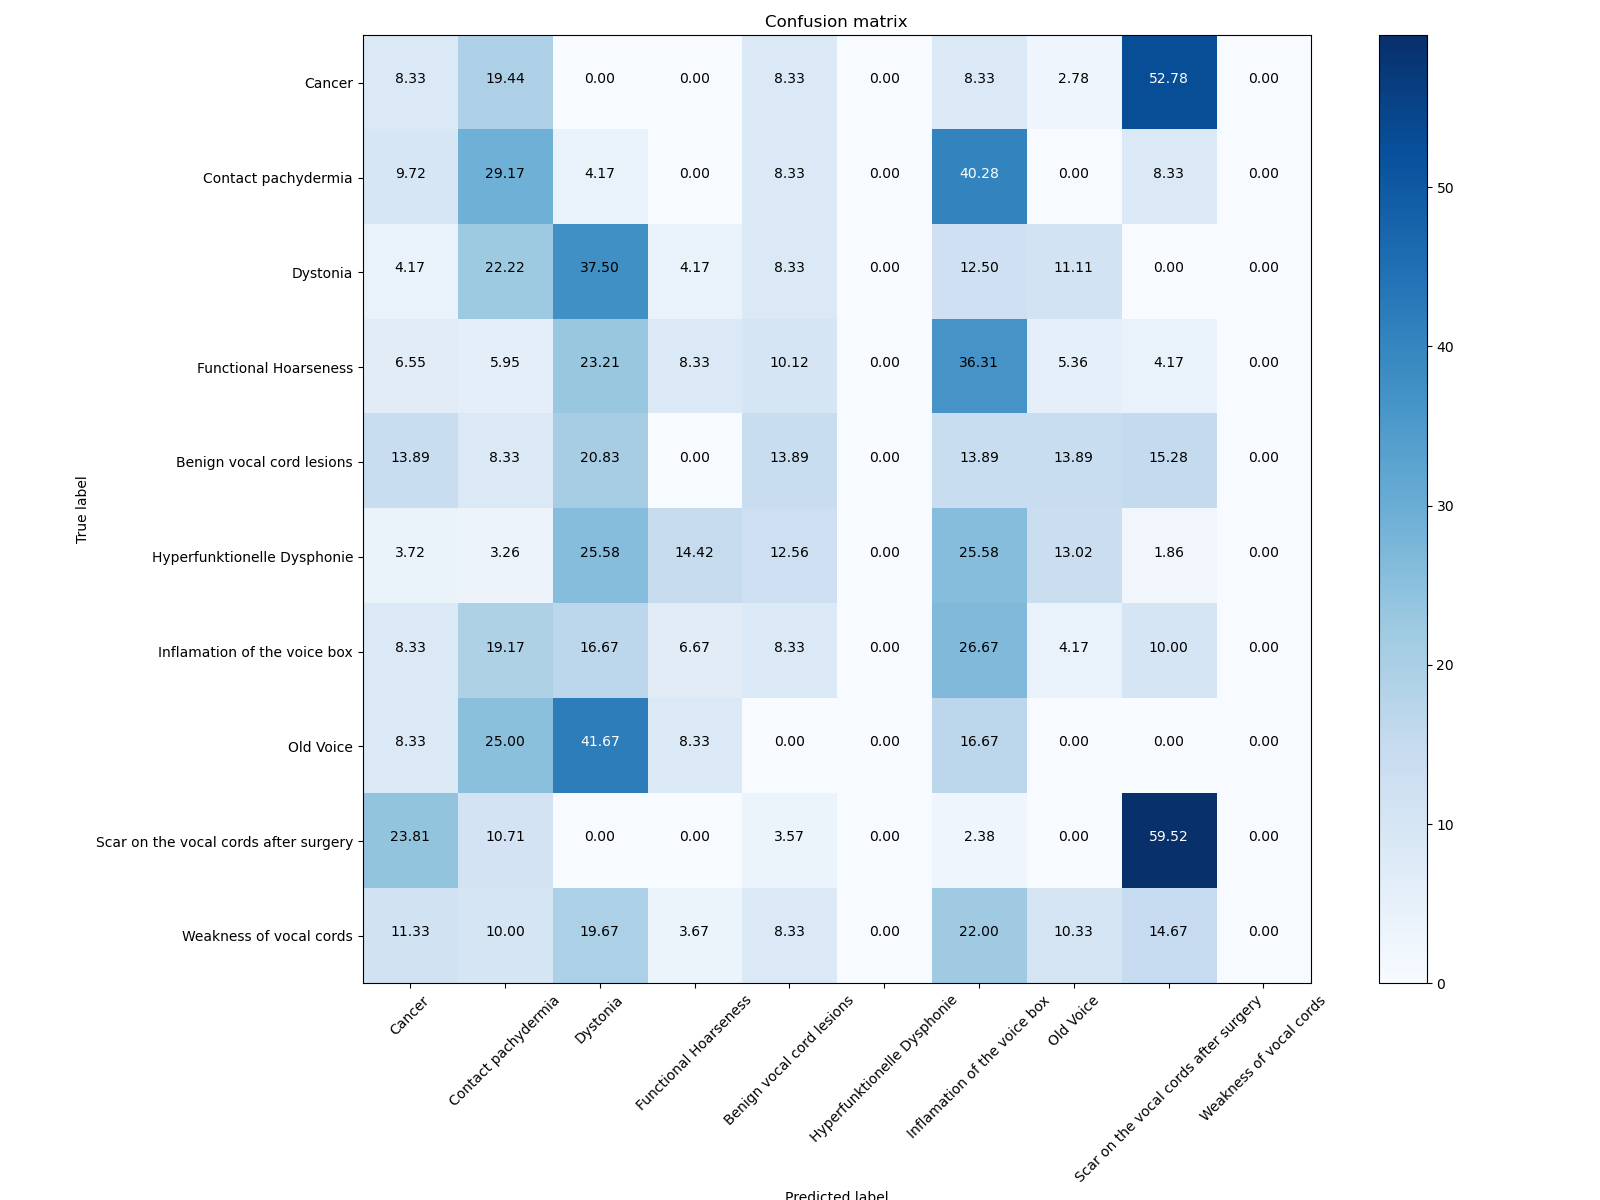 Confusion matrix
True label
Cancer 8.33 19.44 0.00 0.00 8.33 0.00 8.33 2.78 52.78 0.00
Contact pachydermia 9.72 29.17 4.17 0.00 8.33 0.00 40.28 0.00 8.33 0.00
Dystonia 4.17 22.22 37.50 4.17 8.33 0.00 12.50 11.11 0.00 0.00
Functional Hoarseness 6.55 5.95 23.21 8.33 10.12 0.00 36.31 5.36 4.17 0.00
Benign vocal cord lesions 13.89 8.33 20.83 0.00 13.89 0.00 13.89 13.89 15.28 0.00
Hyperfunktionelle Dysphonie 3.72 3.26 25.58 14.42 12.56 0.00 25.58 13.02 1.86 0.00
Inflamation of the voice box 8.33 19.17 16.67 6.67 8.33 0.00 26.67 4.17 10.00 0.00
Old Voice 8.33 25.00 41.67 8.33 0.00 0.00 16.67 0.00 0.00 0.00
Scar on the vocal cords after surgery 23.81 10.71 0.00 0.00 3.57 0.00 2.38 0.00 59.52 0.00
Weakness of vocal cords 11.33 10.00 19.67 3.67 8.33 0.00 22.00 10.33 14.67 0.00
Cancer
Contact pachydermia
Dystonia
Functional Hoarseness
Benign vocal cord lesions
Hyperfunktionelle Dysphonie
Inflamation of the voice box
Old Voice
Scar on the vocal cords after surgery
Weakness of vocal cords
Predicted label
50
40
30
20
10
0